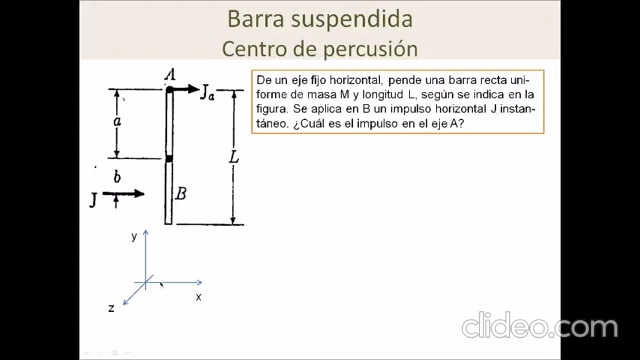 Barra suspendida
Centro de percusión
De un eje fijo horizontal, pende una barra recta uni-
forme de masa M y longitud L, según se indica en la
figura. Se aplica en B un impulso horizontal J instan-
táneo. ¿Cuál es el impulso en el eje A?
A
Ja
a
L
b
J
B
y
x
z
clideo.com